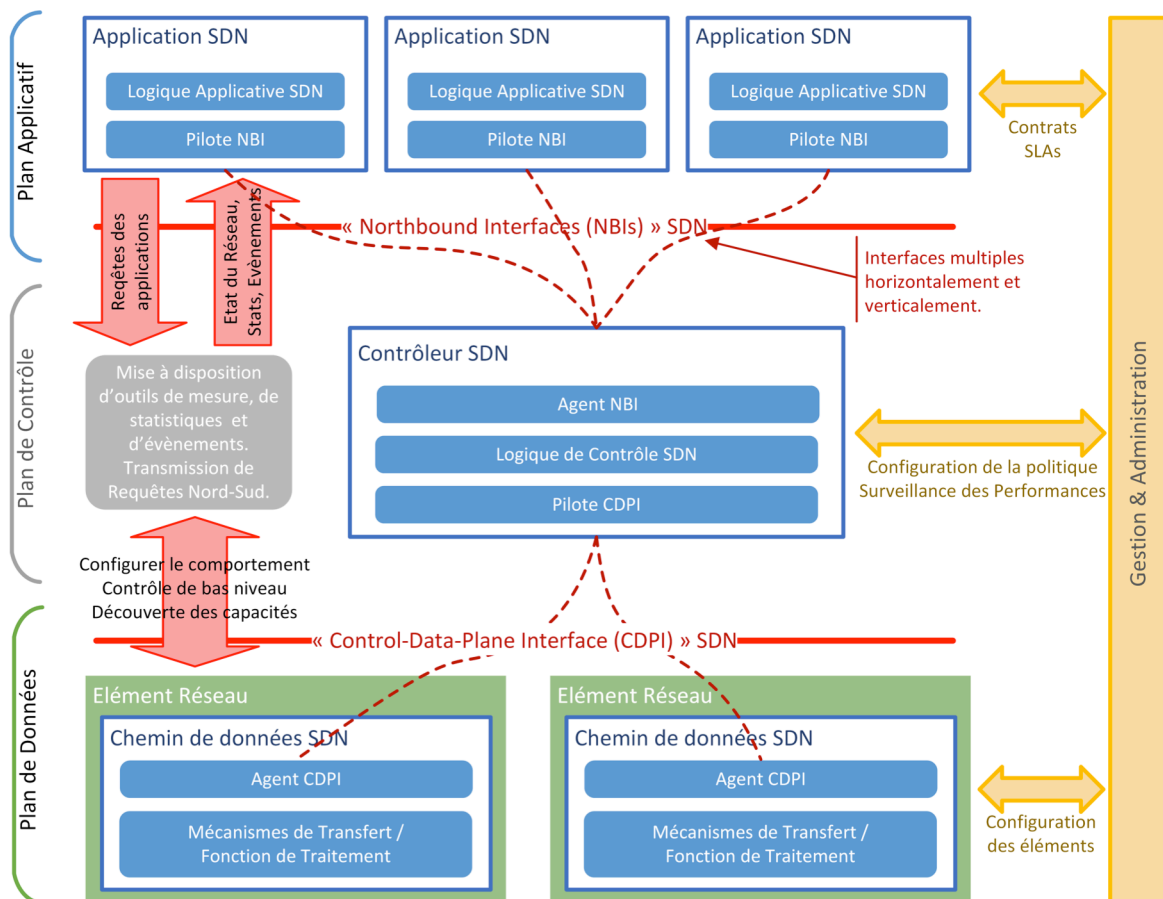 Plan Applicatif
Application SDN
Logique Applicative SDN
Pilote NBI
Application SDN
Logique Applicative SDN
Pilote NBI
Application SDN
Logique Applicative SDN
Pilote NBI
Contrats
SLAs
Reqêtes des
applications
Etat du Réseau,
Stats, Evènements
« Northbound Interfaces (NBIs) » SDN
Interfaces multiples
horizontalement et
verticalement.
Plan de Contrôle
Mise à disposition
d'outils de mesure, de
statistiques et
d'évènements.
Transmission de
Requêtes Nord-Sud.
Contrôleur SDN
Agent NBI
Logique de Contrôle SDN
Pilote CDPI
Configuration de la politique
Surveillance des Performances
Gestion & Administration
Configurer le comportement
Contrôle de bas niveau
Découverte des capacités
« Control-Data-Plane Interface (CDPI) » SDN
Plan de Données
Elément Réseau
Chemin de données SDN
Agent CDPI
Mécanismes de Transfert /
Fonction de Traitement
Elément Réseau
Chemin de données SDN
Agent CDPI
Mécanismes de Transfert /
Fonction de Traitement
Configuration
des éléments